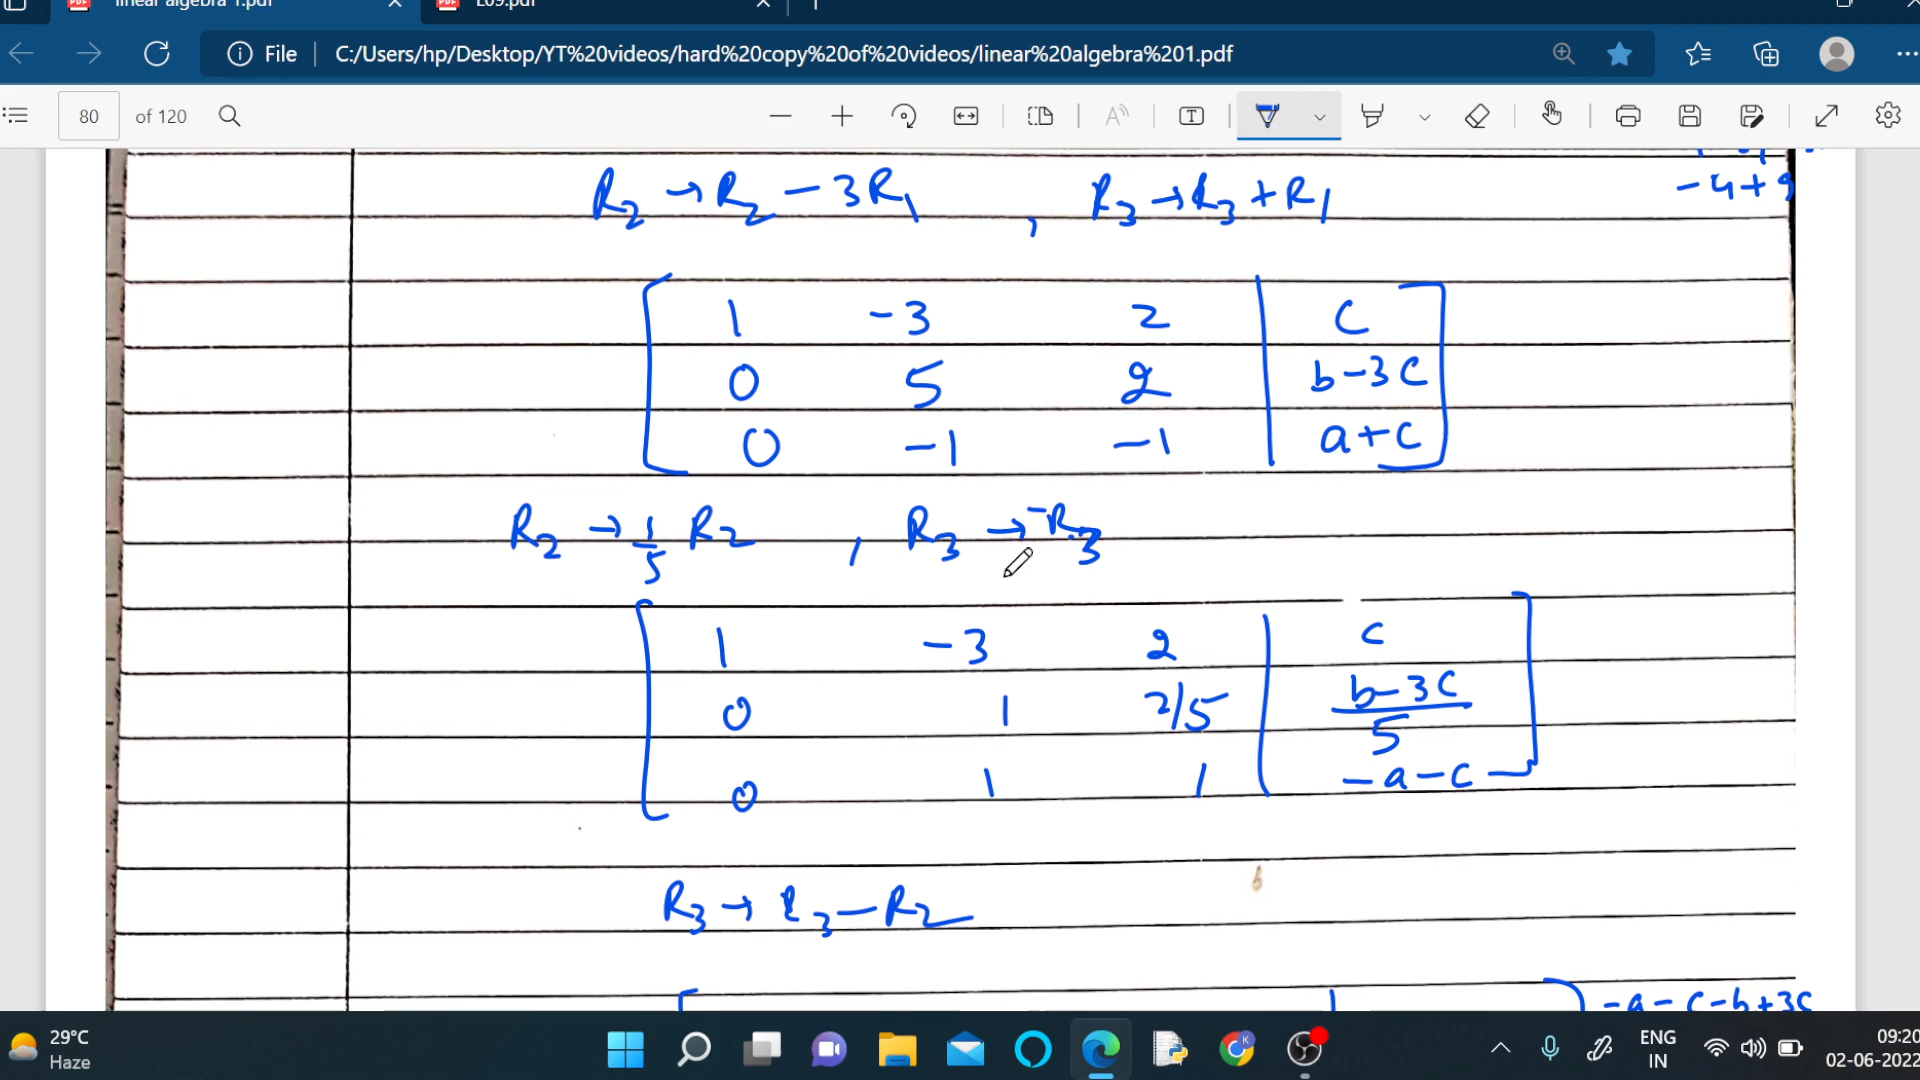 linear algebra 1.pdf L09.pdf
File C:/Users/hp/Desktop/YT%20videos/hard%20copy%20of%20videos/linear%20algebra%201.pdf
80 of 120
-4+9
R2 → R2 - 3R1 , R3 → R3 + R1
1 -3 2 | C
0 5 2 | b-3C
0 -1 -1 | a+C
R2 → 1/5 R2 , R3 → -R3
1 -3 2 | C
0 1 2/5 | b-3C/5
0 1 1 | -a-C
R3 → R3 - R2
-a-C-b+3C
29°C
Haze
ENG
IN
09:20
02-06-2022